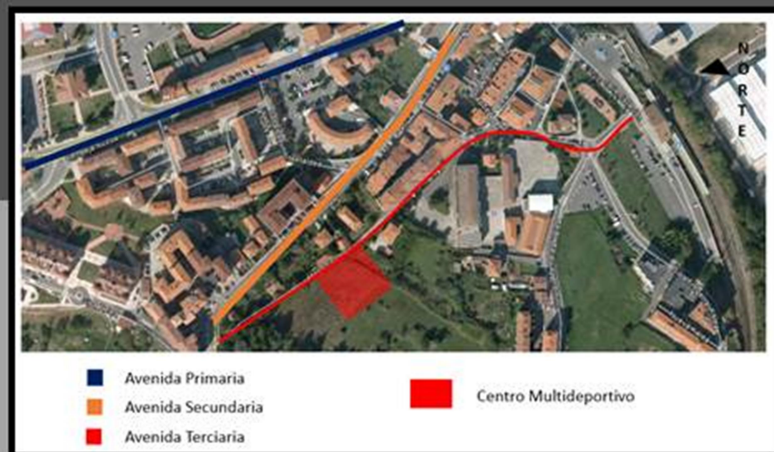 NORTE
Avenida Primaria
Avenida Secundaria
Avenida Terciaria
Centro Multideportivo